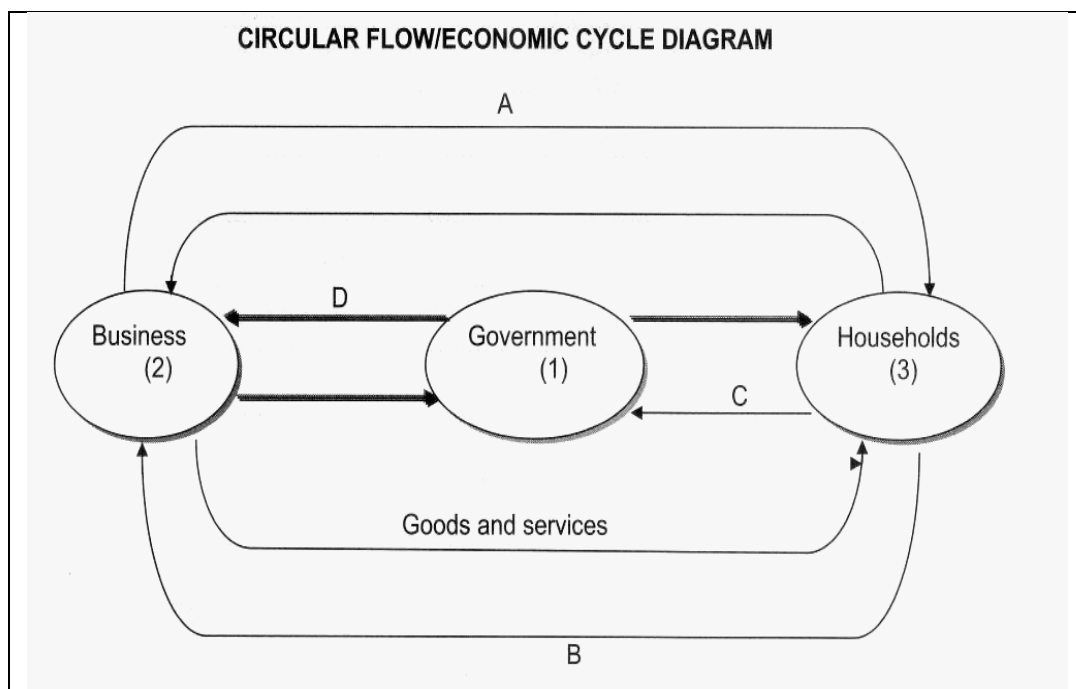 CIRCULAR FLOW/ECONOMIC CYCLE DIAGRAM
A
D
Business
(2)
Government
(1)
Households
(3)
C
Goods and services
B